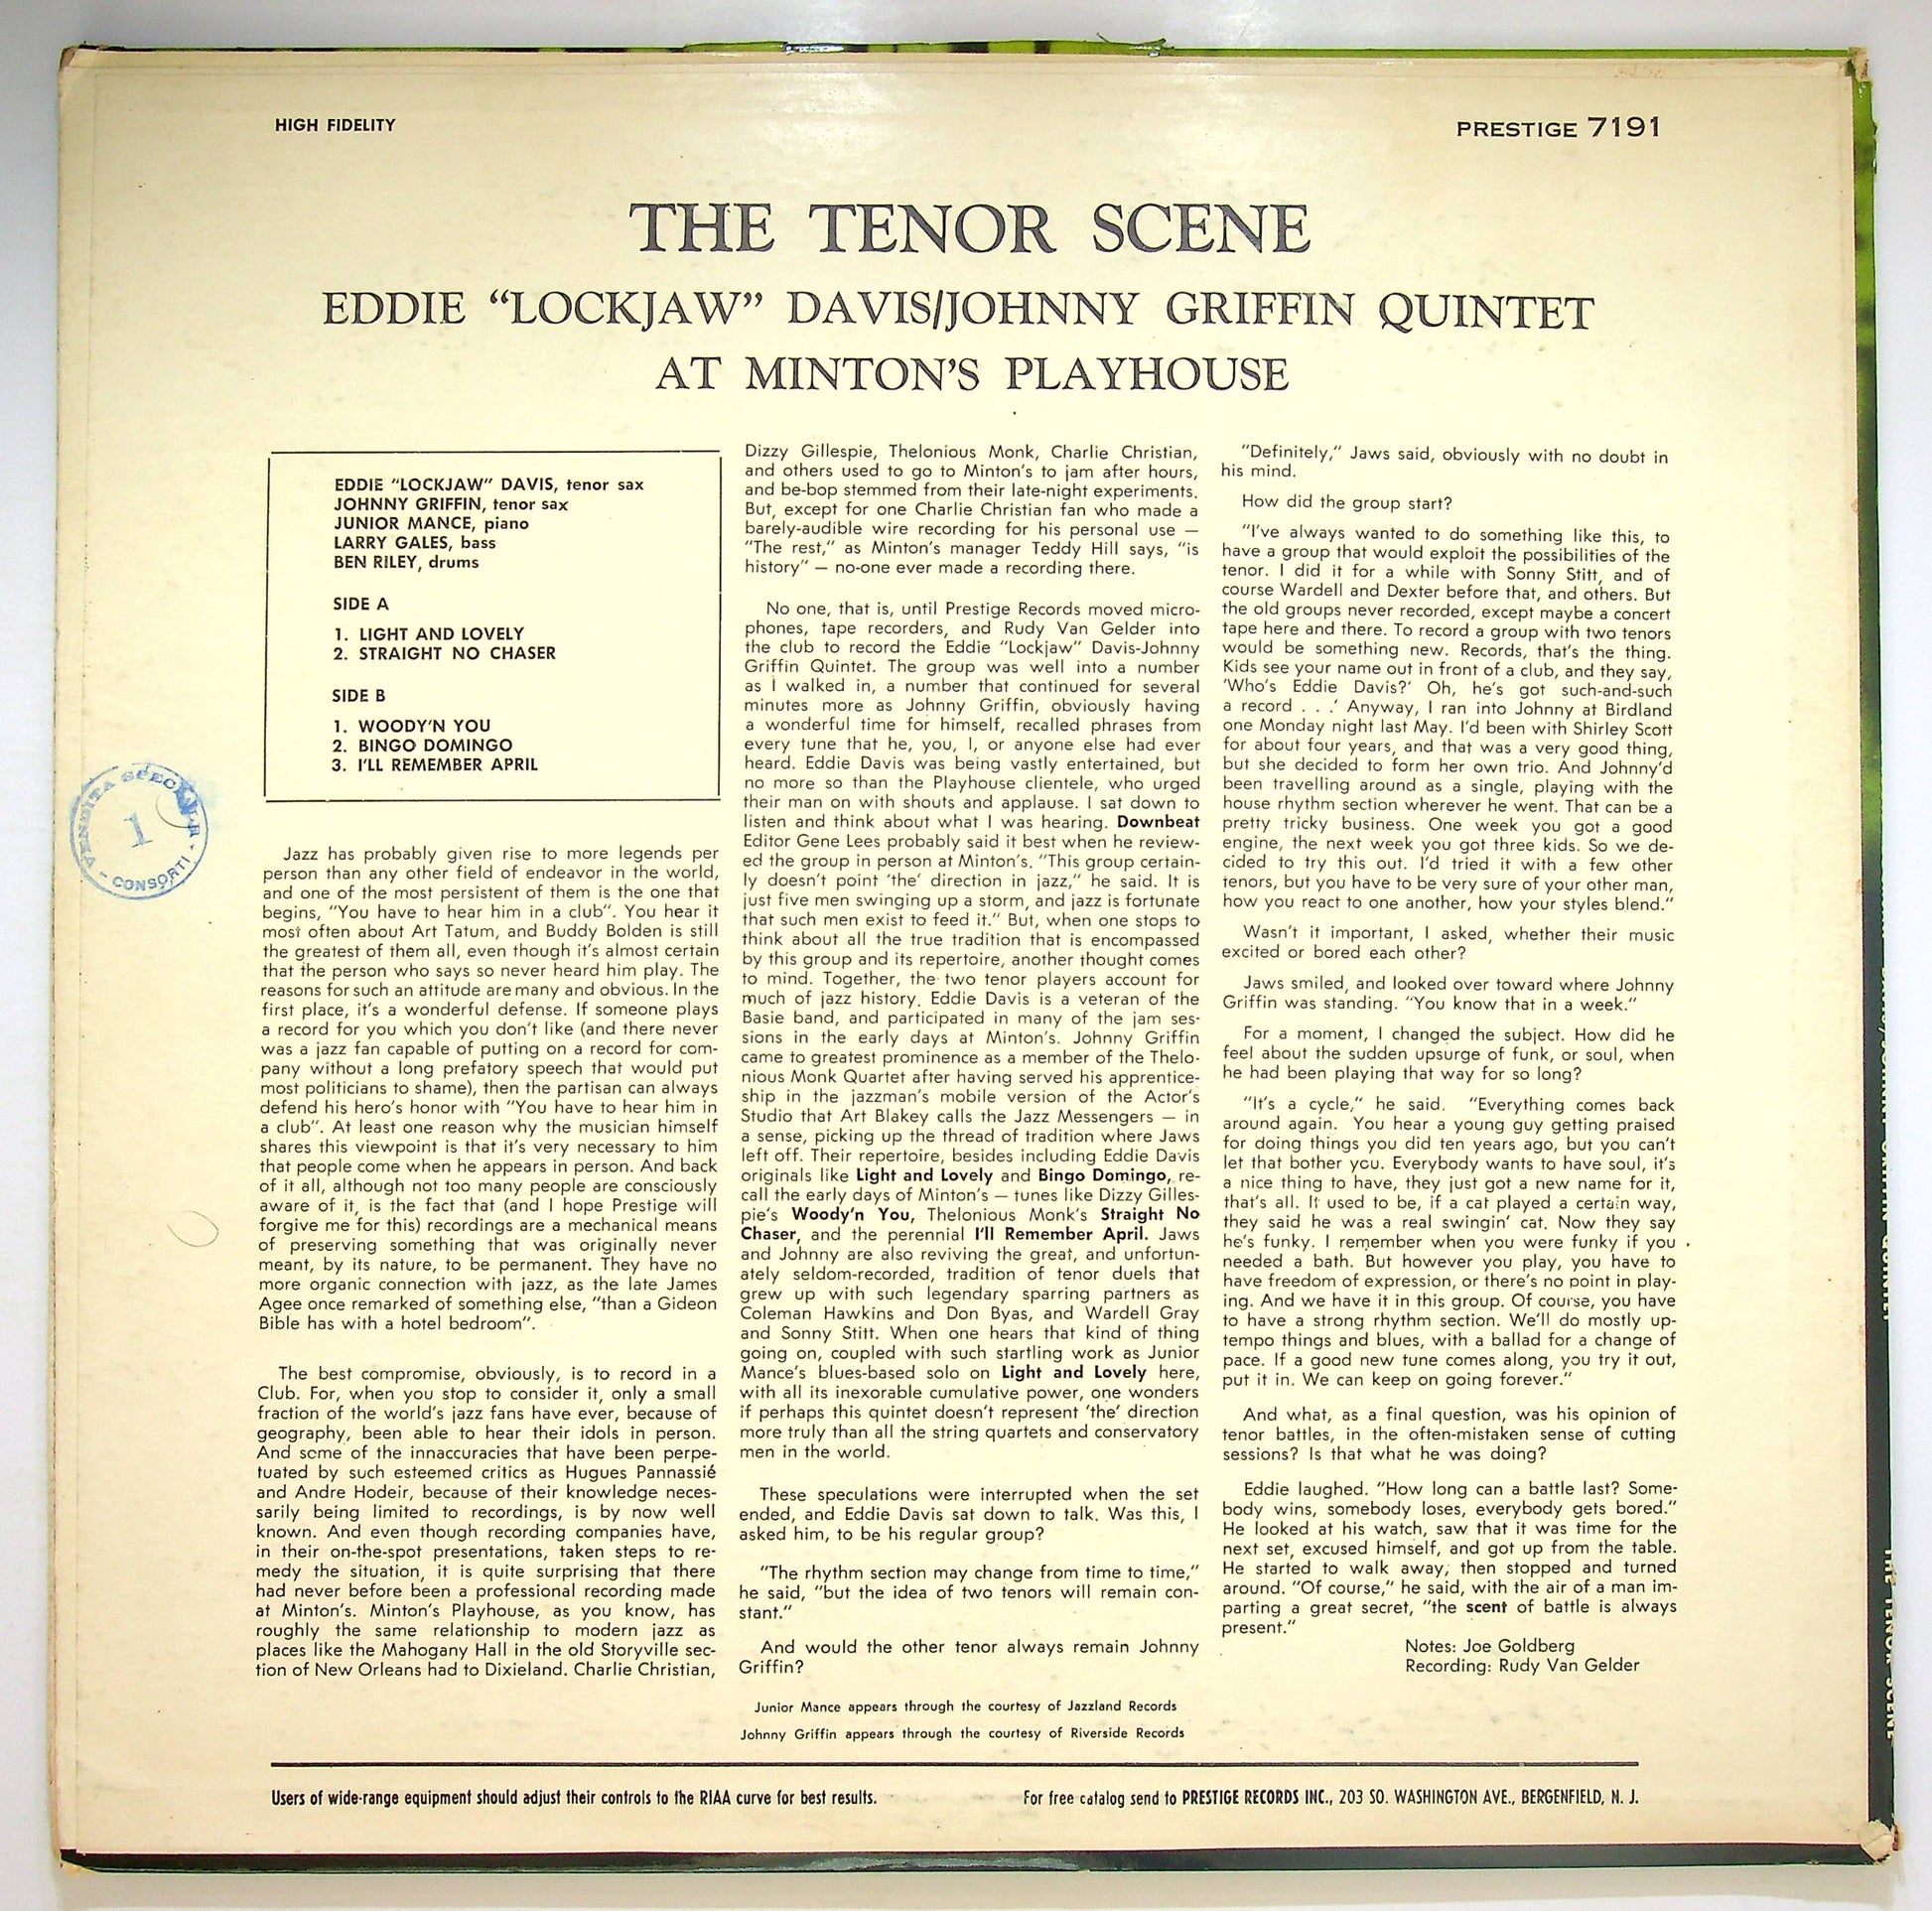 HIGH FIDELITY
PRESTIGE 7191
THE TENOR SCENE
EDDIE “LOCKJAW” DAVIS/JOHNNY GRIFFIN QUINTET
AT MINTON’S PLAYHOUSE
EDDIE “LOCKJAW” DAVIS, tenor sax
JOHNNY GRIFFIN, tenor sax
JUNIOR MANCE, piano
LARRY GALES, bass
BEN RILEY, drums
SIDE A
1. LIGHT AND LOVELY
2. STRAIGHT NO CHASER
SIDE B
1. WOODY’N YOU
2. BINGO DOMINGO
3. I’LL REMEMBER APRIL
VENDITA SPECIALE
1
- CONSORTI -
Jazz has probably given rise to more legends per
person than any other field of endeavor in the world,
and one of the most persistent of them is the one that
begins, “You have to hear him in a club”. You hear it
most often about Art Tatum, and Buddy Bolden is still
the greatest of them all, even though it’s almost certain
that the person who says so never heard him play. The
reasons for such an attitude are many and obvious. In the
first place, it’s a wonderful defense. If someone plays
a record for you which you don’t like (and there never
was a jazz fan capable of putting on a record for com-
pany without a long prefatory speech that would put
most politicians to shame), then the partisan can always
defend his hero’s honor with “You have to hear him in
a club”. At least one reason why the musician himself
shares this viewpoint is that it’s very necessary to him
that people come when he appears in person. And back
of it all, although not too many people are consciously
aware of it, is the fact that (and I hope Prestige will
forgive me for this) recordings are a mechanical means
of preserving something that was originally never
meant, by its nature, to be permanent. They have no
more organic connection with jazz, as the late James
Agee once remarked of something else, “than a Gideon
Bible has with a hotel bedroom”.
The best compromise, obviously, is to record in a
Club. For, when you stop to consider it, only a small
fraction of the world’s jazz fans have ever, because of
geography, been able to hear their idols in person.
And some of the innaccuracies that have been perpe-
tuated by such esteemed critics as Hugues Pannassié
and Andre Hodeir, because of their knowledge neces-
sarily being limited to recordings, is by now well
known. And even though recording companies have,
in their on-the-spot presentations, taken steps to re-
medy the situation, it is quite surprising that there
had never before been a professional recording made
at Minton’s. Minton’s Playhouse, as you know, has
roughly the same relationship to modern jazz as
places like the Mahogany Hall in the old Storyville sec-
tion of New Orleans had to Dixieland. Charlie Christian,
Dizzy Gillespie, Thelonious Monk, Charlie Christian,
and others used to go to Minton’s to jam after hours,
and be-bop stemmed from their late-night experiments.
But, except for one Charlie Christian fan who made a
barely-audible wire recording for his personal use —
“The rest,” as Minton’s manager Teddy Hill says, “is
history” — no-one ever made a recording there.
No one, that is, until Prestige Records moved micro-
phones, tape recorders, and Rudy Van Gelder into
the club to record the Eddie “Lockjaw” Davis-Johnny
Griffin Quintet. The group was well into a number
as I walked in, a number that continued for several
minutes more as Johnny Griffin, obviously having
a wonderful time for himself, recalled phrases from
every tune that he, you, I, or anyone else had ever
heard. Eddie Davis was being vastly entertained, but
no more so than the Playhouse clientele, who urged
their man on with shouts and applause. I sat down to
listen and think about what I was hearing. Downbeat
Editor Gene Lees probably said it best when he review-
ed the group in person at Minton’s. “This group certain-
ly doesn’t point ‘the’ direction in jazz,” he said. It is
just five men swinging up a storm, and jazz is fortunate
that such men exist to feed it.” But, when one stops to
think about all the true tradition that is encompassed
by this group and its repertoire, another thought comes
to mind. Together, the two tenor players account for
much of jazz history. Eddie Davis is a veteran of the
Basie band, and participated in many of the jam ses-
sions in the early days at Minton’s. Johnny Griffin
came to greatest prominence as a member of the Thelo-
nious Monk Quartet after having served his apprentice-
ship in the jazzman’s mobile version of the Actor’s
Studio that Art Blakey calls the Jazz Messengers — in
a sense, picking up the thread of tradition where Jaws
left off. Their repertoire, besides including Eddie Davis
originals like Light and Lovely and Bingo Domingo, re-
call the early days of Minton’s — tunes like Dizzy Gilles-
pie’s Woody’n You, Thelonious Monk’s Straight No
Chaser, and the perennial I’ll Remember April. Jaws
and Johnny are also reviving the great, and unfortun-
ately seldom-recorded, tradition of tenor duels that
grew up with such legendary sparring partners as
Coleman Hawkins and Don Byas, and Wardell Gray
and Sonny Stitt. When one hears that kind of thing
going on, coupled with such startling work as Junior
Mance’s blues-based solo on Light and Lovely here,
with all its inexorable cumulative power, one wonders
if perhaps this quintet doesn’t represent ‘the’ direction
more truly than all the string quartets and conservatory
men in the world.
These speculations were interrupted when the set
ended, and Eddie Davis sat down to talk. Was this, I
asked him, to be his regular group?
“The rhythm section may change from time to time,”
he said, “but the idea of two tenors will remain con-
stant.”
And would the other tenor always remain Johnny
Griffin?
“Definitely,” Jaws said, obviously with no doubt in
his mind.
How did the group start?
“I’ve always wanted to do something like this, to
have a group that would exploit the possibilities of the
tenor. I did it for a while with Sonny Stitt, and of
course Wardell and Dexter before that, and others. But
the old groups never recorded, except maybe a concert
tape here and there. To record a group with two tenors
would be something new. Records, that’s the thing.
Kids see your name out in front of a club, and they say,
‘Who’s Eddie Davis?’ Oh, he’s got such-and-such
a record . . .’ Anyway, I ran into Johnny at Birdland
one Monday night last May. I’d been with Shirley Scott
for about four years, and that was a very good thing,
but she decided to form her own trio. And Johnny’d
been travelling around as a single, playing with the
house rhythm section wherever he went. That can be a
pretty tricky business. One week you got a good
engine, the next week you got three kids. So we de-
cided to try this out. I’d tried it with a few other
tenors, but you have to be very sure of your other man,
how you react to one another, how your styles blend.”
Wasn’t it important, I asked, whether their music
excited or bored each other?
Jaws smiled, and looked over toward where Johnny
Griffin was standing. “You know that in a week.”
For a moment, I changed the subject. How did he
feel about the sudden upsurge of funk, or soul, when
he had been playing that way for so long?
“It’s a cycle,” he said. “Everything comes back
around again. You hear a young guy getting praised
for doing things you did ten years ago, but you can’t
let that bother you. Everybody wants to have soul, it’s
a nice thing to have, they just got a new name for it,
that’s all. It used to be, if a cat played a certain way,
they said he was a real swingin’ cat. Now they say
he’s funky. I remember when you were funky if you
needed a bath. But however you play, you have to
have freedom of expression, or there’s no point in play-
ing. And we have it in this group. Of course, you have
to have a strong rhythm section. We’ll do mostly up-
tempo things and blues, with a ballad for a change of
pace. If a good new tune comes along, you try it out,
put it in. We can keep on going forever.”
And what, as a final question, was his opinion of
tenor battles, in the often-mistaken sense of cutting
sessions? Is that what he was doing?
Eddie laughed. “How long can a battle last? Some-
body wins, somebody loses, everybody gets bored.”
He looked at his watch, saw that it was time for the
next set, excused himself, and got up from the table.
He started to walk away, then stopped and turned
around. “Of course,” he said, with the air of a man im-
parting a great secret, “the scent of battle is always
present.”
Notes: Joe Goldberg
Recording: Rudy Van Gelder
Junior Mance appears through the courtesy of Jazzland Records
Johnny Griffin appears through the courtesy of Riverside Records
Users of wide-range equipment should adjust their controls to the RIAA curve for best results.
For free catalog send to PRESTIGE RECORDS INC., 203 SO. WASHINGTON AVE., BERGENFIELD, N. J.
THE TENOR SCENE